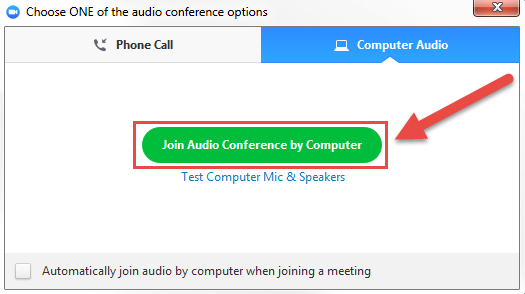 Choose ONE of the audio conference options
Phone Call
Computer Audio
Join Audio Conference by Computer
Test Computer Mic & Speakers
Automatically join audio by computer when joining a meeting